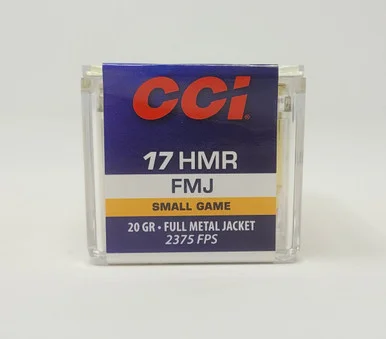 CCI®
17 HMR
FMJ
SMALL GAME
20 GR • FULL METAL JACKET
2375 FPS